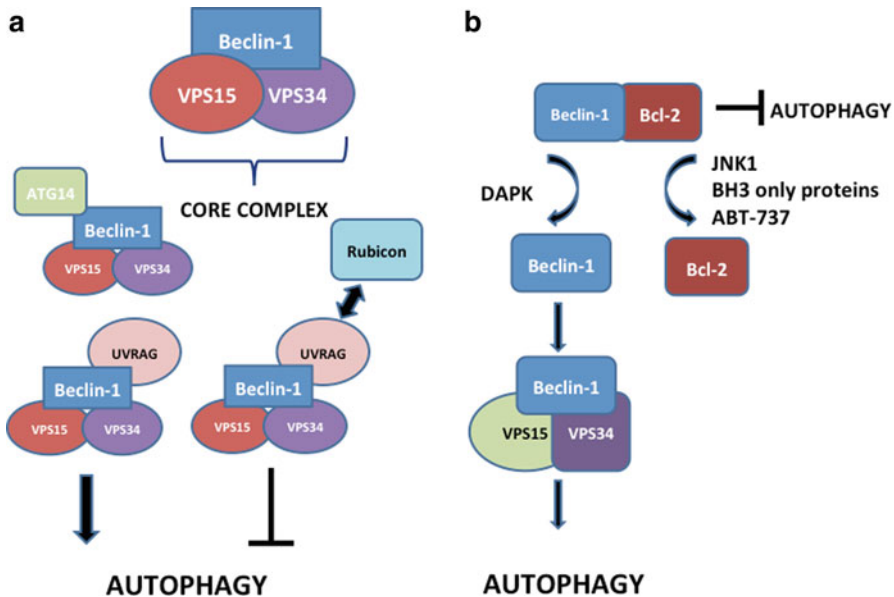 a
Beclin-1
VPS15
VPS34
CORE COMPLEX
ATG14
Beclin-1
VPS15
VPS34
Rubicon
UVRAG
Beclin-1
VPS15
VPS34
UVRAG
Beclin-1
VPS15
VPS34
AUTOPHAGY
b
Beclin-1
Bcl-2
AUTOPHAGY
DAPK
JNK1
BH3 only proteins
ABT-737
Beclin-1
Bcl-2
Beclin-1
VPS15
VPS34
AUTOPHAGY